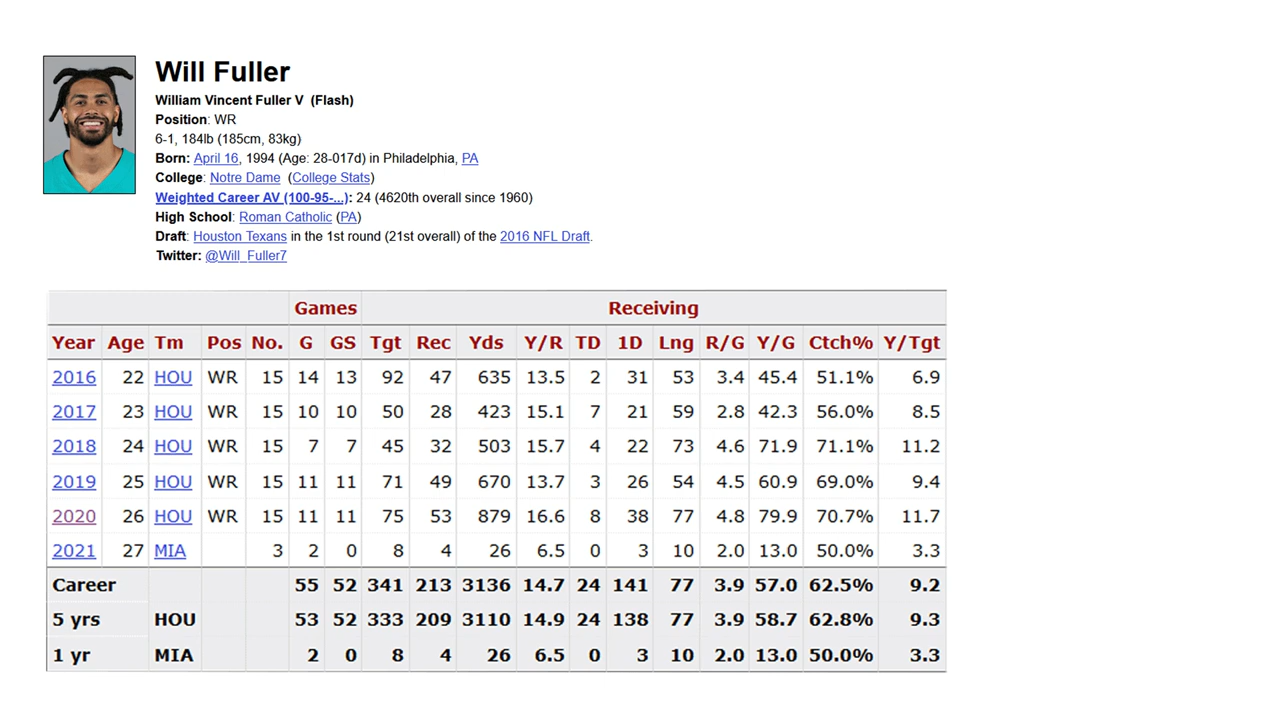 Will Fuller
William Vincent Fuller V (Flash)
Position: WR
6-1, 184lb (185cm, 83kg)
Born: April 16, 1994 (Age: 28-017d) in Philadelphia, PA
College: Notre Dame (College Stats)
Weighted Career AV (100-95-...): 24 (4620th overall since 1960)
High School: Roman Catholic (PA)
Draft: Houston Texans in the 1st round (21st overall) of the 2016 NFL Draft.
Twitter: @Will_Fuller7
Games Receiving
Year Age Tm Pos No. G GS Tgt Rec Yds Y/R TD 1D Lng R/G Y/G Ctch% Y/Tgt
2016 22 HOU WR 15 14 13 92 47 635 13.5 2 31 53 3.4 45.4 51.1% 6.9
2017 23 HOU WR 15 10 10 50 28 423 15.1 7 21 59 2.8 42.3 56.0% 8.5
2018 24 HOU WR 15 7 7 45 32 503 15.7 4 22 73 4.6 71.9 71.1% 11.2
2019 25 HOU WR 15 11 11 71 49 670 13.7 3 26 54 4.5 60.9 69.0% 9.4
2020 26 HOU WR 15 11 11 75 53 879 16.6 8 38 77 4.8 79.9 70.7% 11.7
2021 27 MIA 3 2 0 8 4 26 6.5 0 3 10 2.0 13.0 50.0% 3.3
Career 55 52 341 213 3136 14.7 24 141 77 3.9 57.0 62.5% 9.2
5 yrs HOU 53 52 333 209 3110 14.9 24 138 77 3.9 58.7 62.8% 9.3
1 yr MIA 2 0 8 4 26 6.5 0 3 10 2.0 13.0 50.0% 3.3